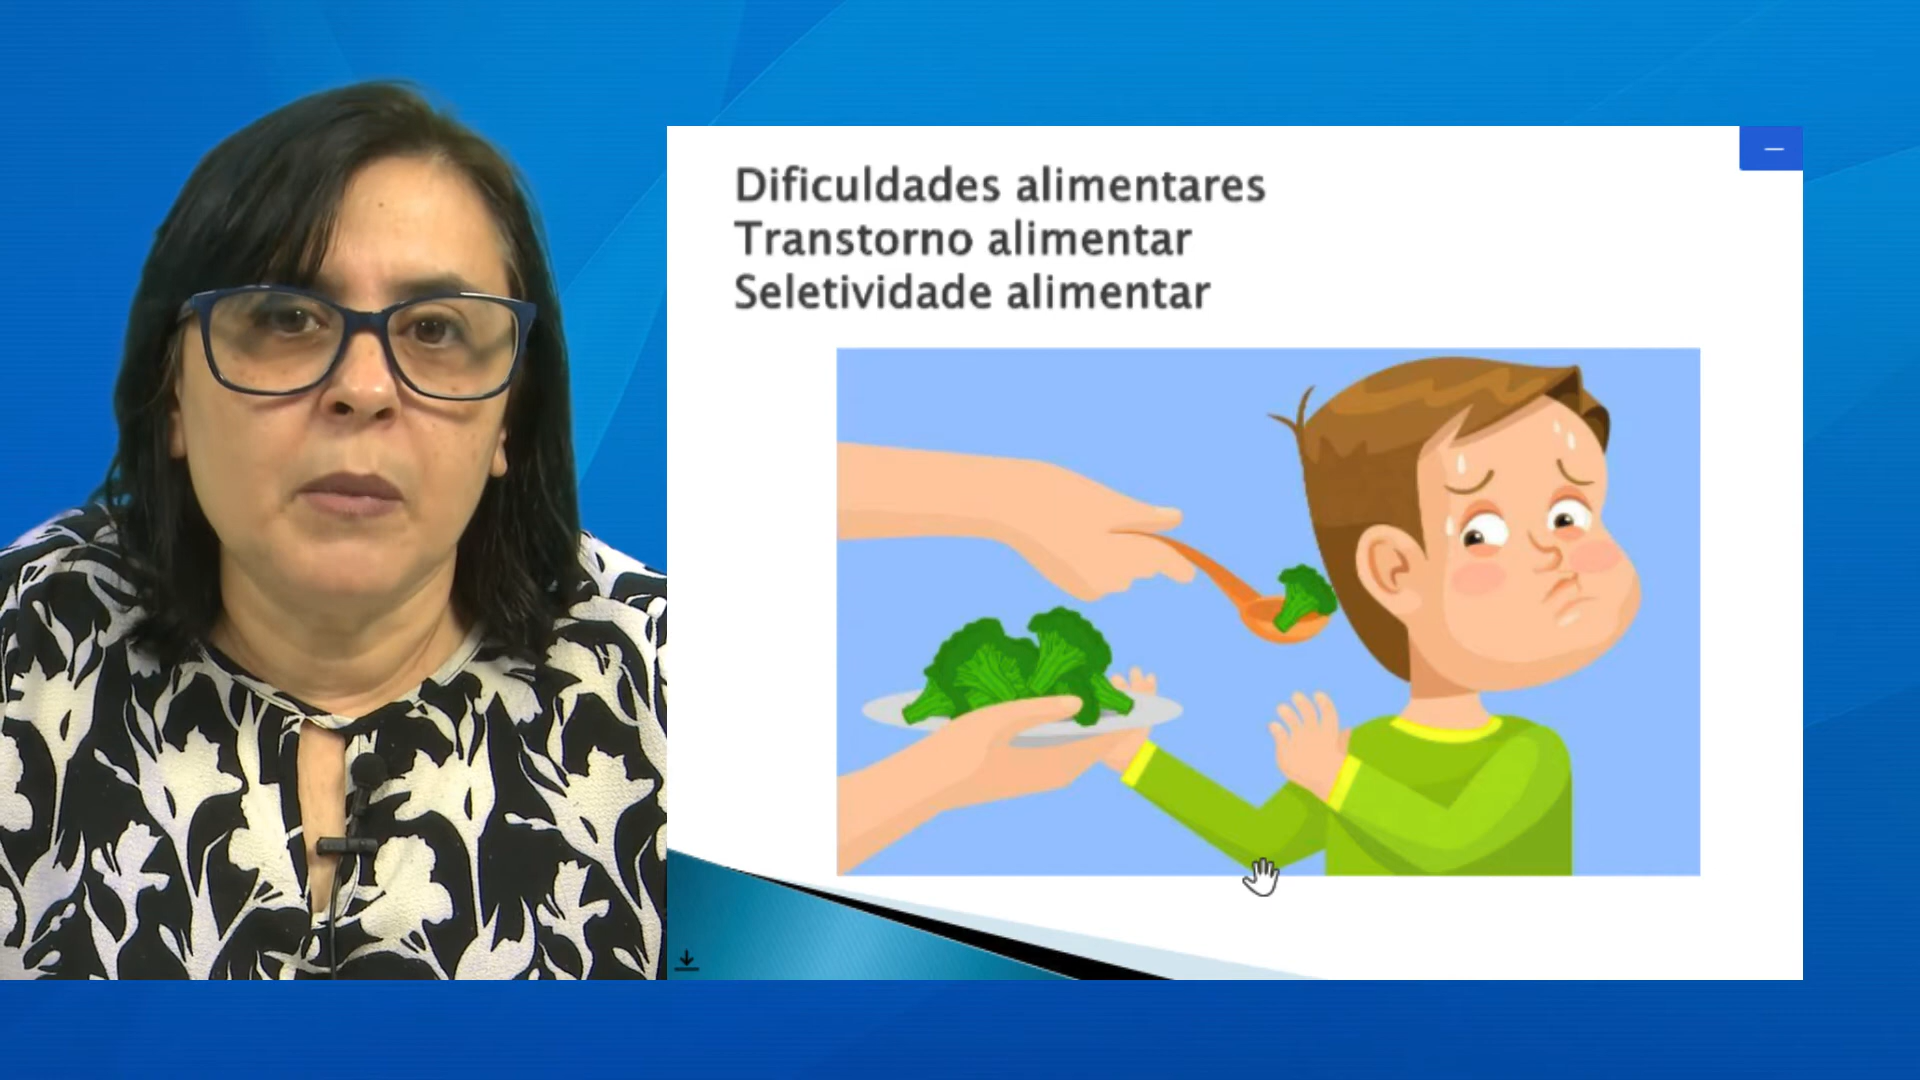 Dificuldades alimentares
Transtorno alimentar
Seletividade alimentar